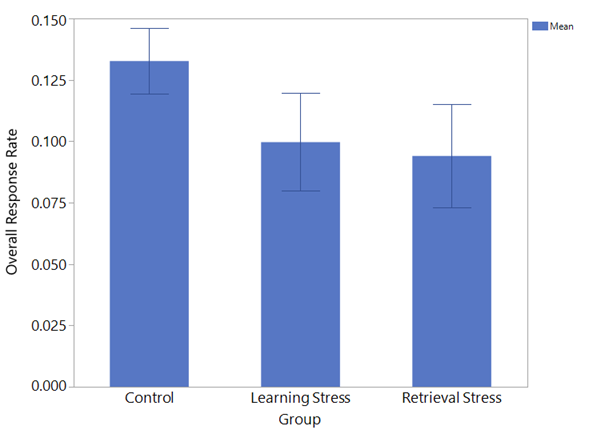 0.150
0.125
0.100
0.075
0.050
0.025
0.000
Overall Response Rate
Control
Learning Stress
Retrieval Stress
Group
Mean